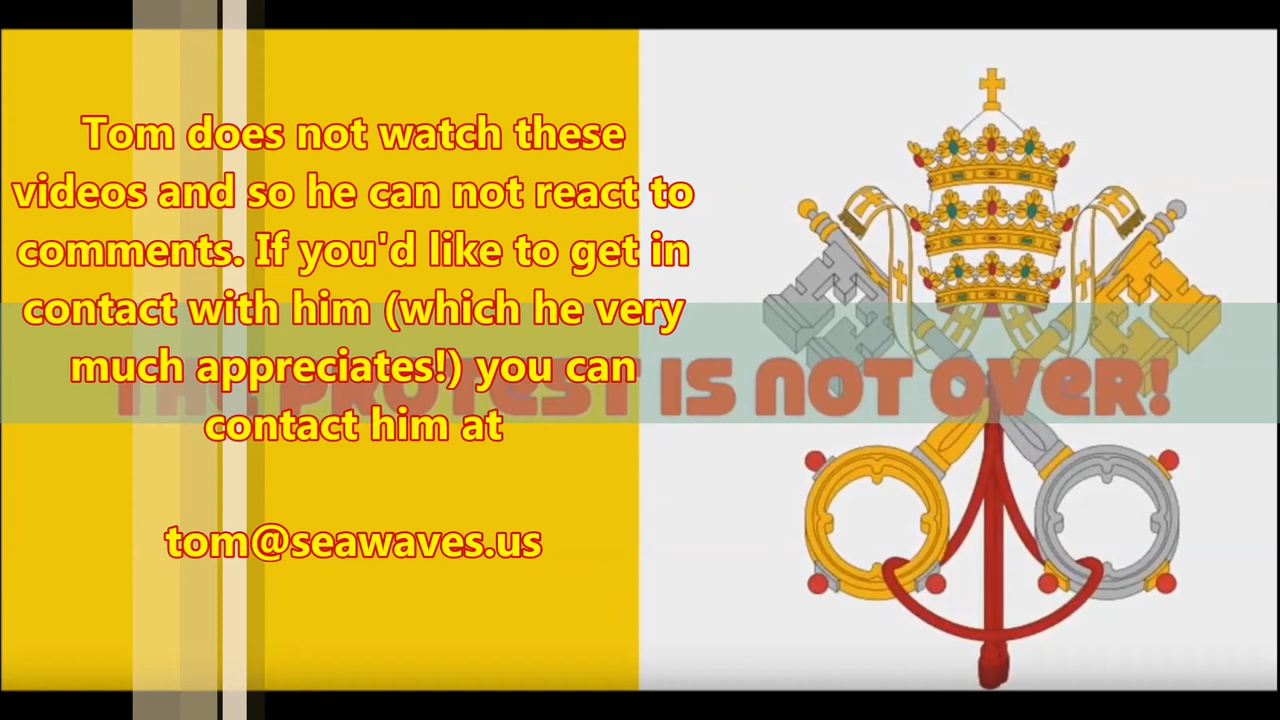 Tom does not watch these
videos and so he can not react to
comments. If you'd like to get in
contact with him (which he very
much appreciates!) you can
contact him at
tom@seawaves.us
THE PROTEST IS NOT OVER!